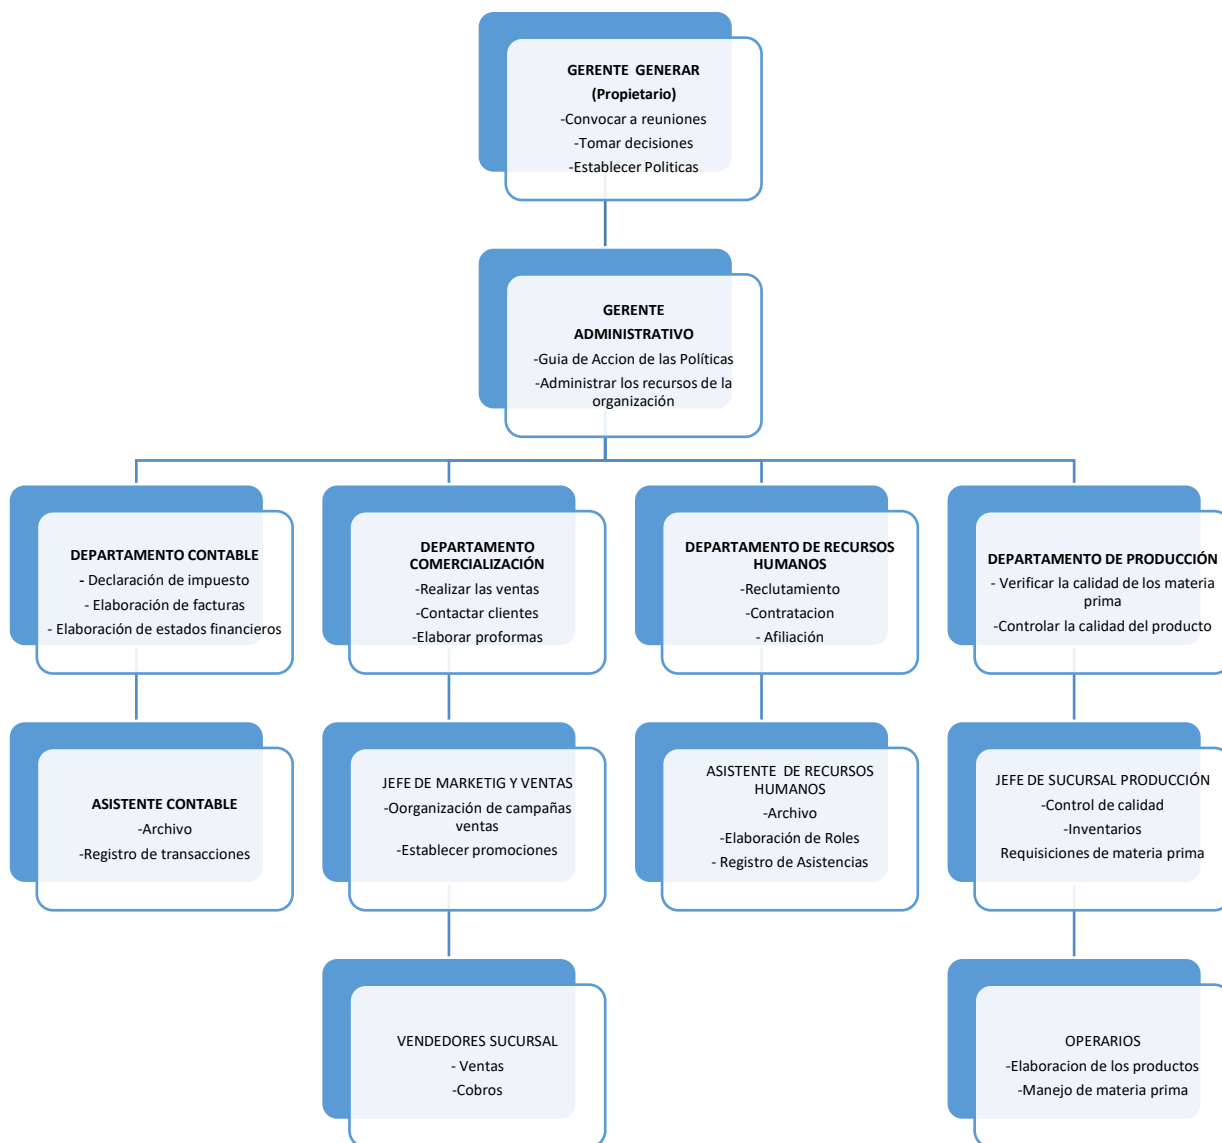 GERENTE GENERAR
(Propietario)
-Convocar a reuniones
-Tomar decisiones
-Establecer Politicas
GERENTE
ADMINISTRATIVO
-Guia de Accion de las Políticas
-Administrar los recursos de la
organización
DEPARTAMENTO CONTABLE
- Declaración de impuesto
- Elaboración de facturas
- Elaboración de estados financieros
DEPARTAMENTO
COMERCIALIZACIÓN
-Realizar las ventas
-Contactar clientes
-Elaborar proformas
DEPARTAMENTO DE RECURSOS
HUMANOS
-Reclutamiento
-Contratacion
- Afiliación
DEPARTAMENTO DE PRODUCCIÓN
- Verificar la calidad de los materia
prima
-Controlar la calidad del producto
ASISTENTE CONTABLE
-Archivo
-Registro de transacciones
JEFE DE MARKETIG Y VENTAS
-Oorganización de campañas
ventas
-Establecer promociones
ASISTENTE DE RECURSOS
HUMANOS
-Archivo
-Elaboración de Roles
- Registro de Asistencias
JEFE DE SUCURSAL PRODUCCIÓN
-Control de calidad
-Inventarios
Requisiciones de materia prima
VENDEDORES SUCURSAL
- Ventas
-Cobros
OPERARIOS
-Elaboracion de los productos
-Manejo de materia prima